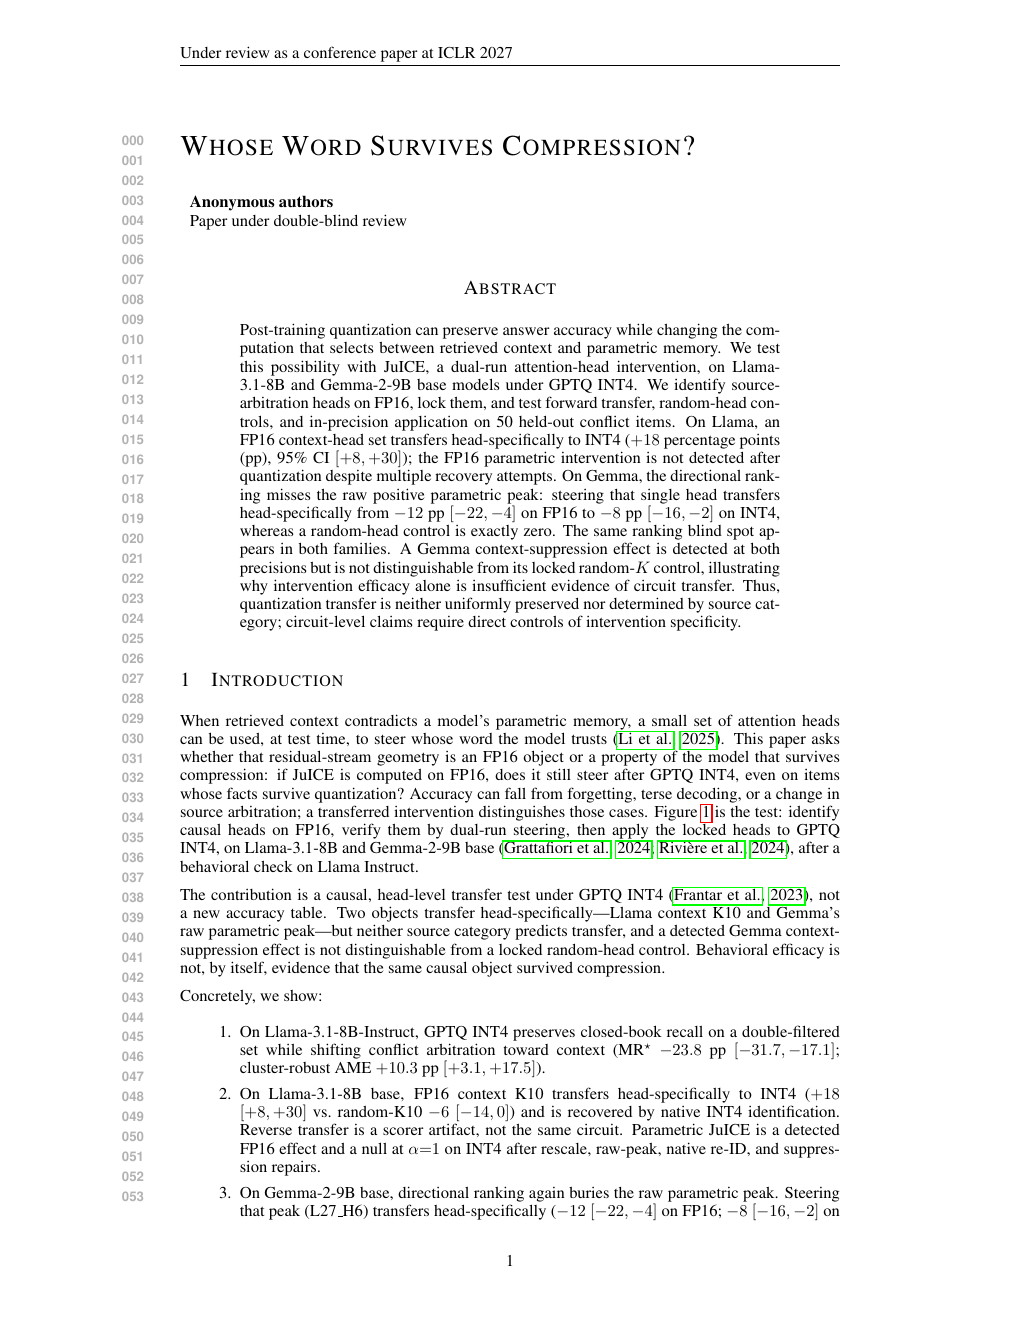 Under review as a conference paper at ICLR 2027
000
001
002
003
004
005
006
007
008
009
010
011
012
013
014
015
016
017
018
019
020
021
022
023
024
025
026
027
028
029
030
031
032
033
034
035
036
037
038
039
040
041
042
043
044
045
046
047
048
049
050
051
052
053
WHOSE WORD SURVIVES COMPRESSION?
Anonymous authors
Paper under double-blind review
ABSTRACT
Post-training quantization can preserve answer accuracy while changing the com-
putation that selects between retrieved context and parametric memory. We test
this possibility with JuICE, a dual-run attention-head intervention, on Llama-
3.1-8B and Gemma-2-9B base models under GPTQ INT4. We identify source-
arbitration heads on FP16, lock them, and test forward transfer, random-head con-
trols, and in-precision application on 50 held-out conflict items. On Llama, an
FP16 context-head set transfers head-specifically to INT4 (+18 percentage points
(pp), 95% CI [+8, +30]); the FP16 parametric intervention is not detected after
quantization despite multiple recovery attempts. On Gemma, the directional rank-
ing misses the raw positive parametric peak: steering that single head transfers
head-specifically from −12 pp [−22, −4] on FP16 to −8 pp [−16, −2] on INT4,
whereas a random-head control is exactly zero. The same ranking blind spot ap-
pears in both families. A Gemma context-suppression effect is detected at both
precisions but is not distinguishable from its locked random-K control, illustrating
why intervention efficacy alone is insufficient evidence of circuit transfer. Thus,
quantization transfer is neither uniformly preserved nor determined by source cat-
egory; circuit-level claims require direct controls of intervention specificity.
1 INTRODUCTION
When retrieved context contradicts a model's parametric memory, a small set of attention heads
can be used, at test time, to steer whose word the model trusts (Li et al., 2025). This paper asks
whether that residual-stream geometry is an FP16 object or a property of the model that survives
compression: if JuICE is computed on FP16, does it still steer after GPTQ INT4, even on items
whose facts survive quantization? Accuracy can fall from forgetting, terse decoding, or a change in
source arbitration; a transferred intervention distinguishes those cases. Figure 1 is the test: identify
causal heads on FP16, verify them by dual-run steering, then apply the locked heads to GPTQ
INT4, on Llama-3.1-8B and Gemma-2-9B base (Grattafiori et al., 2024; Rivière et al., 2024), after a
behavioral check on Llama Instruct.
The contribution is a causal, head-level transfer test under GPTQ INT4 (Frantar et al., 2023), not
a new accuracy table. Two objects transfer head-specifically—Llama context K10 and Gemma's
raw parametric peak—but neither source category predicts transfer, and a detected Gemma context-
suppression effect is not distinguishable from a locked random-head control. Behavioral efficacy is
not, by itself, evidence that the same causal object survived compression.
Concretely, we show:
1. On Llama-3.1-8B-Instruct, GPTQ INT4 preserves closed-book recall on a double-filtered
set while shifting conflict arbitration toward context (MR⋆ −23.8 pp [−31.7, −17.1];
cluster-robust AME +10.3 pp [+3.1, +17.5]).
2. On Llama-3.1-8B base, FP16 context K10 transfers head-specifically to INT4 (+18
[+8, +30] vs. random-K10 −6 [−14, 0]) and is recovered by native INT4 identification.
Reverse transfer is a scorer artifact, not the same circuit. Parametric JuICE is a detected
FP16 effect and a null at α=1 on INT4 after rescale, raw-peak, native re-ID, and suppres-
sion repairs.
3. On Gemma-2-9B base, directional ranking again buries the raw parametric peak. Steering
that peak (L27_H6) transfers head-specifically (−12 [−22, −4] on FP16; −8 [−16, −2] on
1